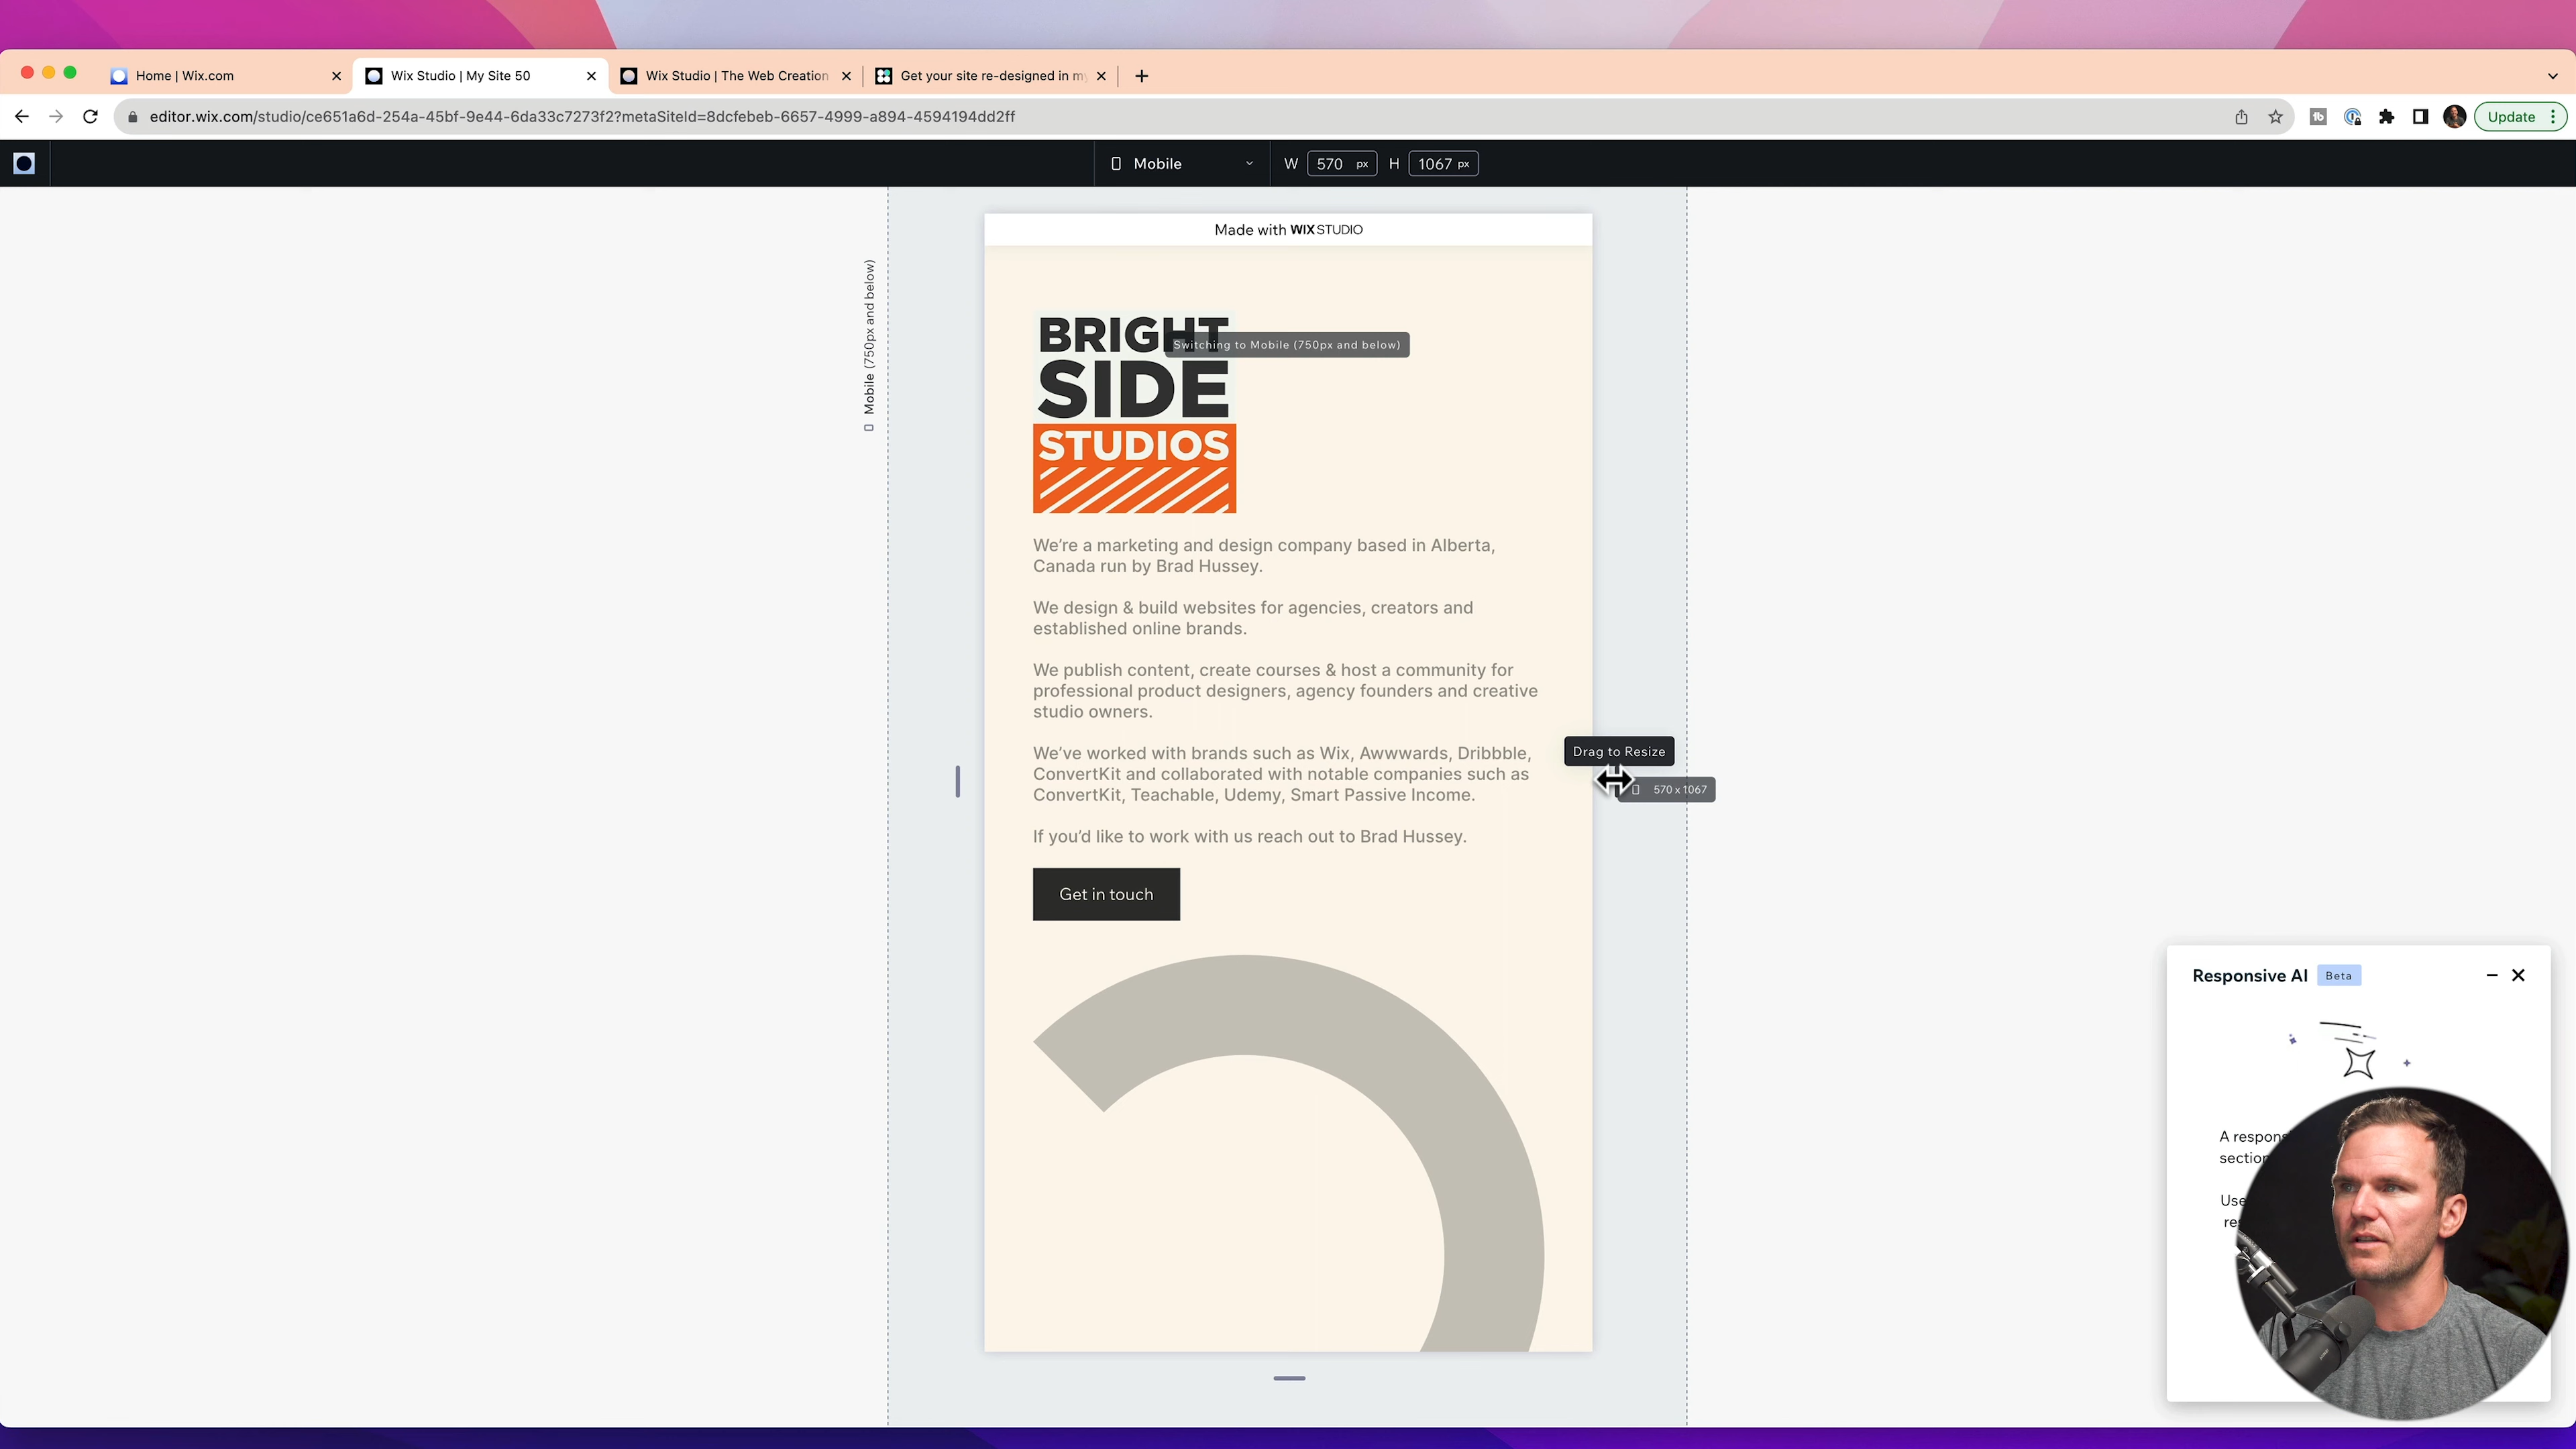 Home | Wix.com
Wix Studio | My Site 50
Wix Studio | The Web Creation
Get your site re-designed in my
editor.wix.com/studio/ce651a6d-254a-45bf-9e44-6da33c7273f2?metaSiteId=8dcfebeb-6657-4999-a894-4594194dd2ff
Update
Mobile
W 570 px H 1067 px
Made with WIX STUDIO
Mobile (750px and below)
BRIGHT
Switching to Mobile (750px and below)
SIDE
STUDIOS
We're a marketing and design company based in Alberta,
Canada run by Brad Hussey.
We design & build websites for agencies, creators and
established online brands.
We publish content, create courses & host a community for
professional product designers, agency founders and creative
studio owners.
We've worked with brands such as Wix, Awwwards, Dribbble,
ConvertKit and collaborated with notable companies such as
ConvertKit, Teachable, Udemy, Smart Passive Income.
Drag to Resize
570 x 1067
If you'd like to work with us reach out to Brad Hussey.
Get in touch
Responsive AI Beta
A respons
section
Use